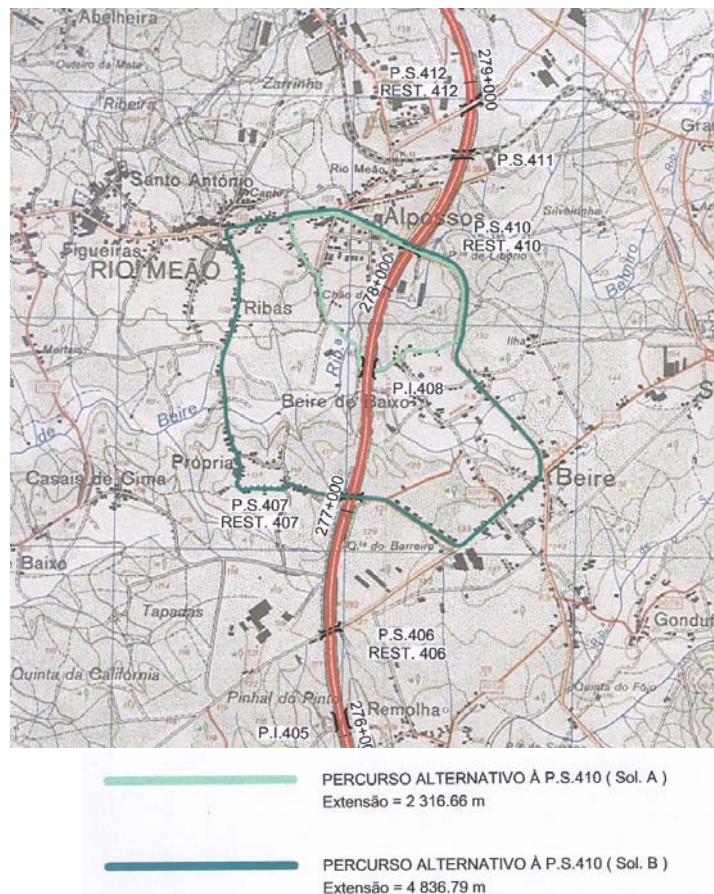 Abelheira
Outeiro da Mata
Zarrinha
Ribeira
P.S.412
REST. 412
279+000
P.S.411
Rio Meão
Santo António
Alpossos
Silveirinha
P.S.410
REST. 410
Figueiras
RIO MEÃO
278+000
Ribas
Chão d
Ilha
Rib.a
P.I.408
Beire de Baixo
Beire
Própria
Casais de Cima
P.S.407
REST. 407
277+000
Beire
Q.ta do Barreiro
e Baixo
Tapadas
P.S.406
REST. 406
Gonduf
Quinta da Califórnia
Quinta do Fôjo
Pinhal do Pinto
Remolha
P.I.405
276+00
PERCURSO ALTERNATIVO À P.S.410 ( Sol. A )
Extensão = 2 316.66 m
PERCURSO ALTERNATIVO À P.S.410 ( Sol. B )
Extensão = 4 836.79 m